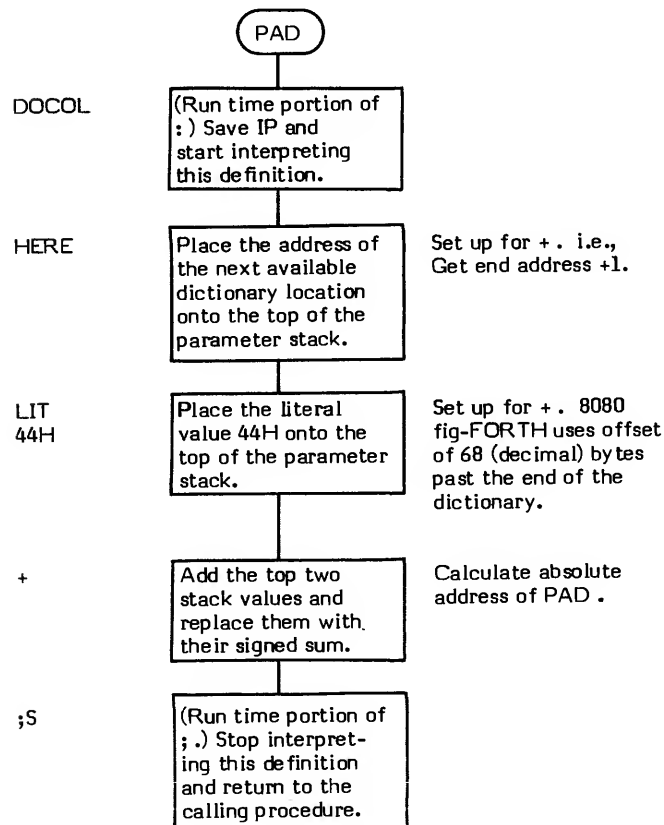 PAD
DOCOL
(Run time portion of
: ) Save IP and
start interpreting
this definition.
HERE
Place the address of
the next available
dictionary location
onto the top of the
parameter stack.
Set up for + . i.e.,
Get end address +1.
LIT
44H
Place the literal
value 44H onto the
top of the parameter
stack.
Set up for + . 8080
fig-FORTH uses offset
of 68 (decimal) bytes
past the end of the
dictionary.
+
Add the top two
stack values and
replace them with
their signed sum.
Calculate absolute
address of PAD .
;S
(Run time portion of
; .) Stop interpret-
ing this definition
and return to the
calling procedure.